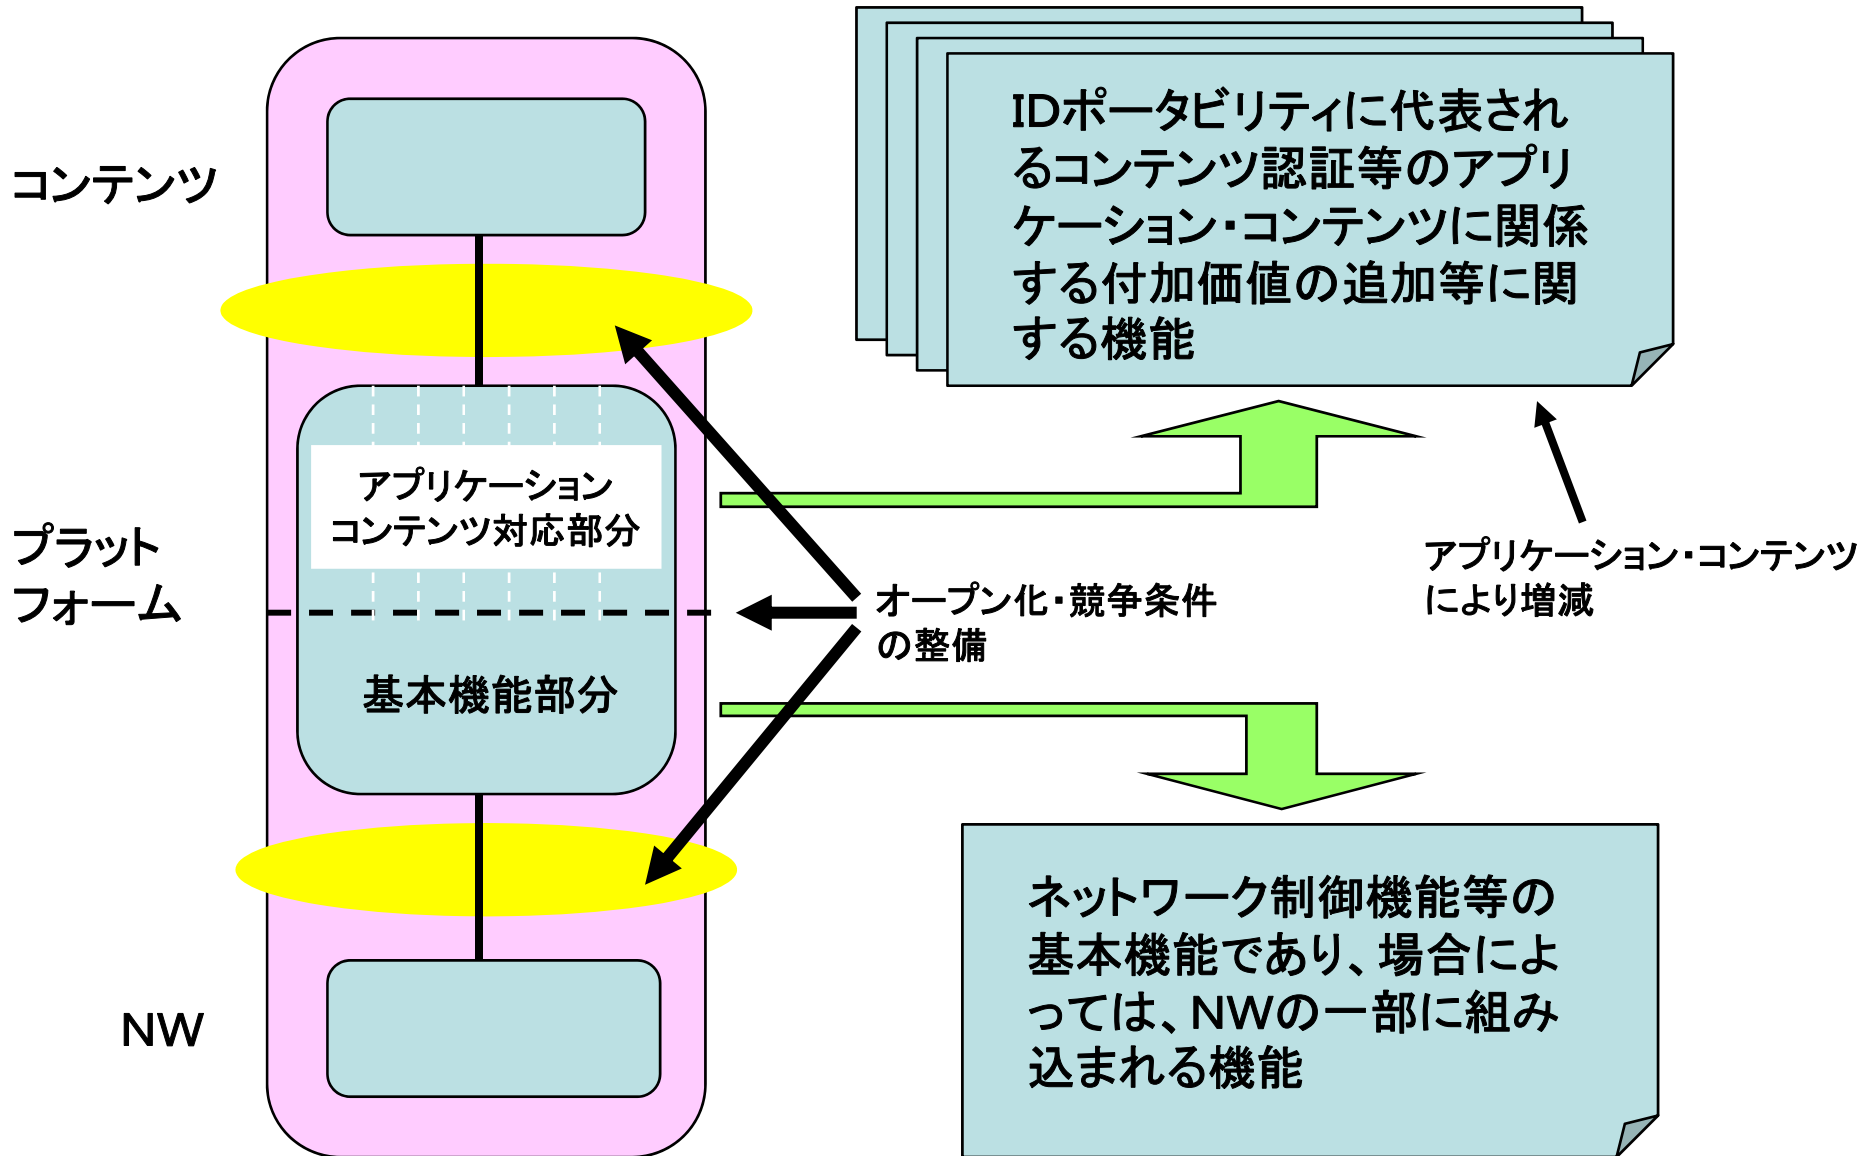 コンテンツ
プラット
フォーム
NW
アプリケーション
コンテンツ対応部分
基本機能部分
オープン化・競争条件
の整備
IDポータビリティに代表され
るコンテンツ認証等のアプリ
ケーション・コンテンツに関係
する付加価値の追加等に関
する機能
アプリケーション・コンテンツ
により増減
ネットワーク制御機能等の
基本機能であり、場合によ
っては、NWの一部に組み
込まれる機能